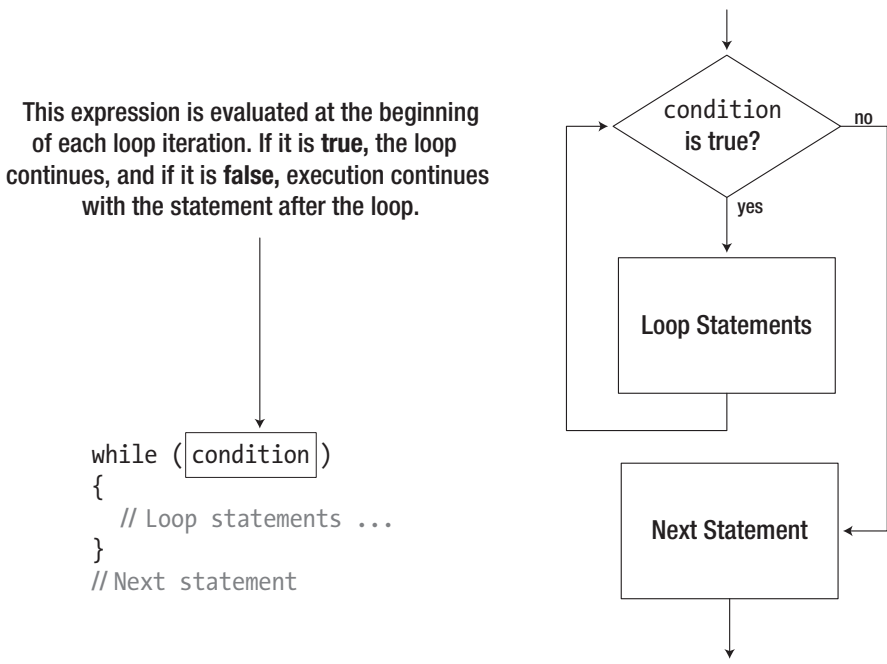 This expression is evaluated at the beginning
of each loop iteration. If it is true, the loop
continues, and if it is false, execution continues
with the statement after the loop.
while (condition)
{
// Loop statements ...
}
// Next statement
condition
is true?
no
yes
Loop Statements
Next Statement